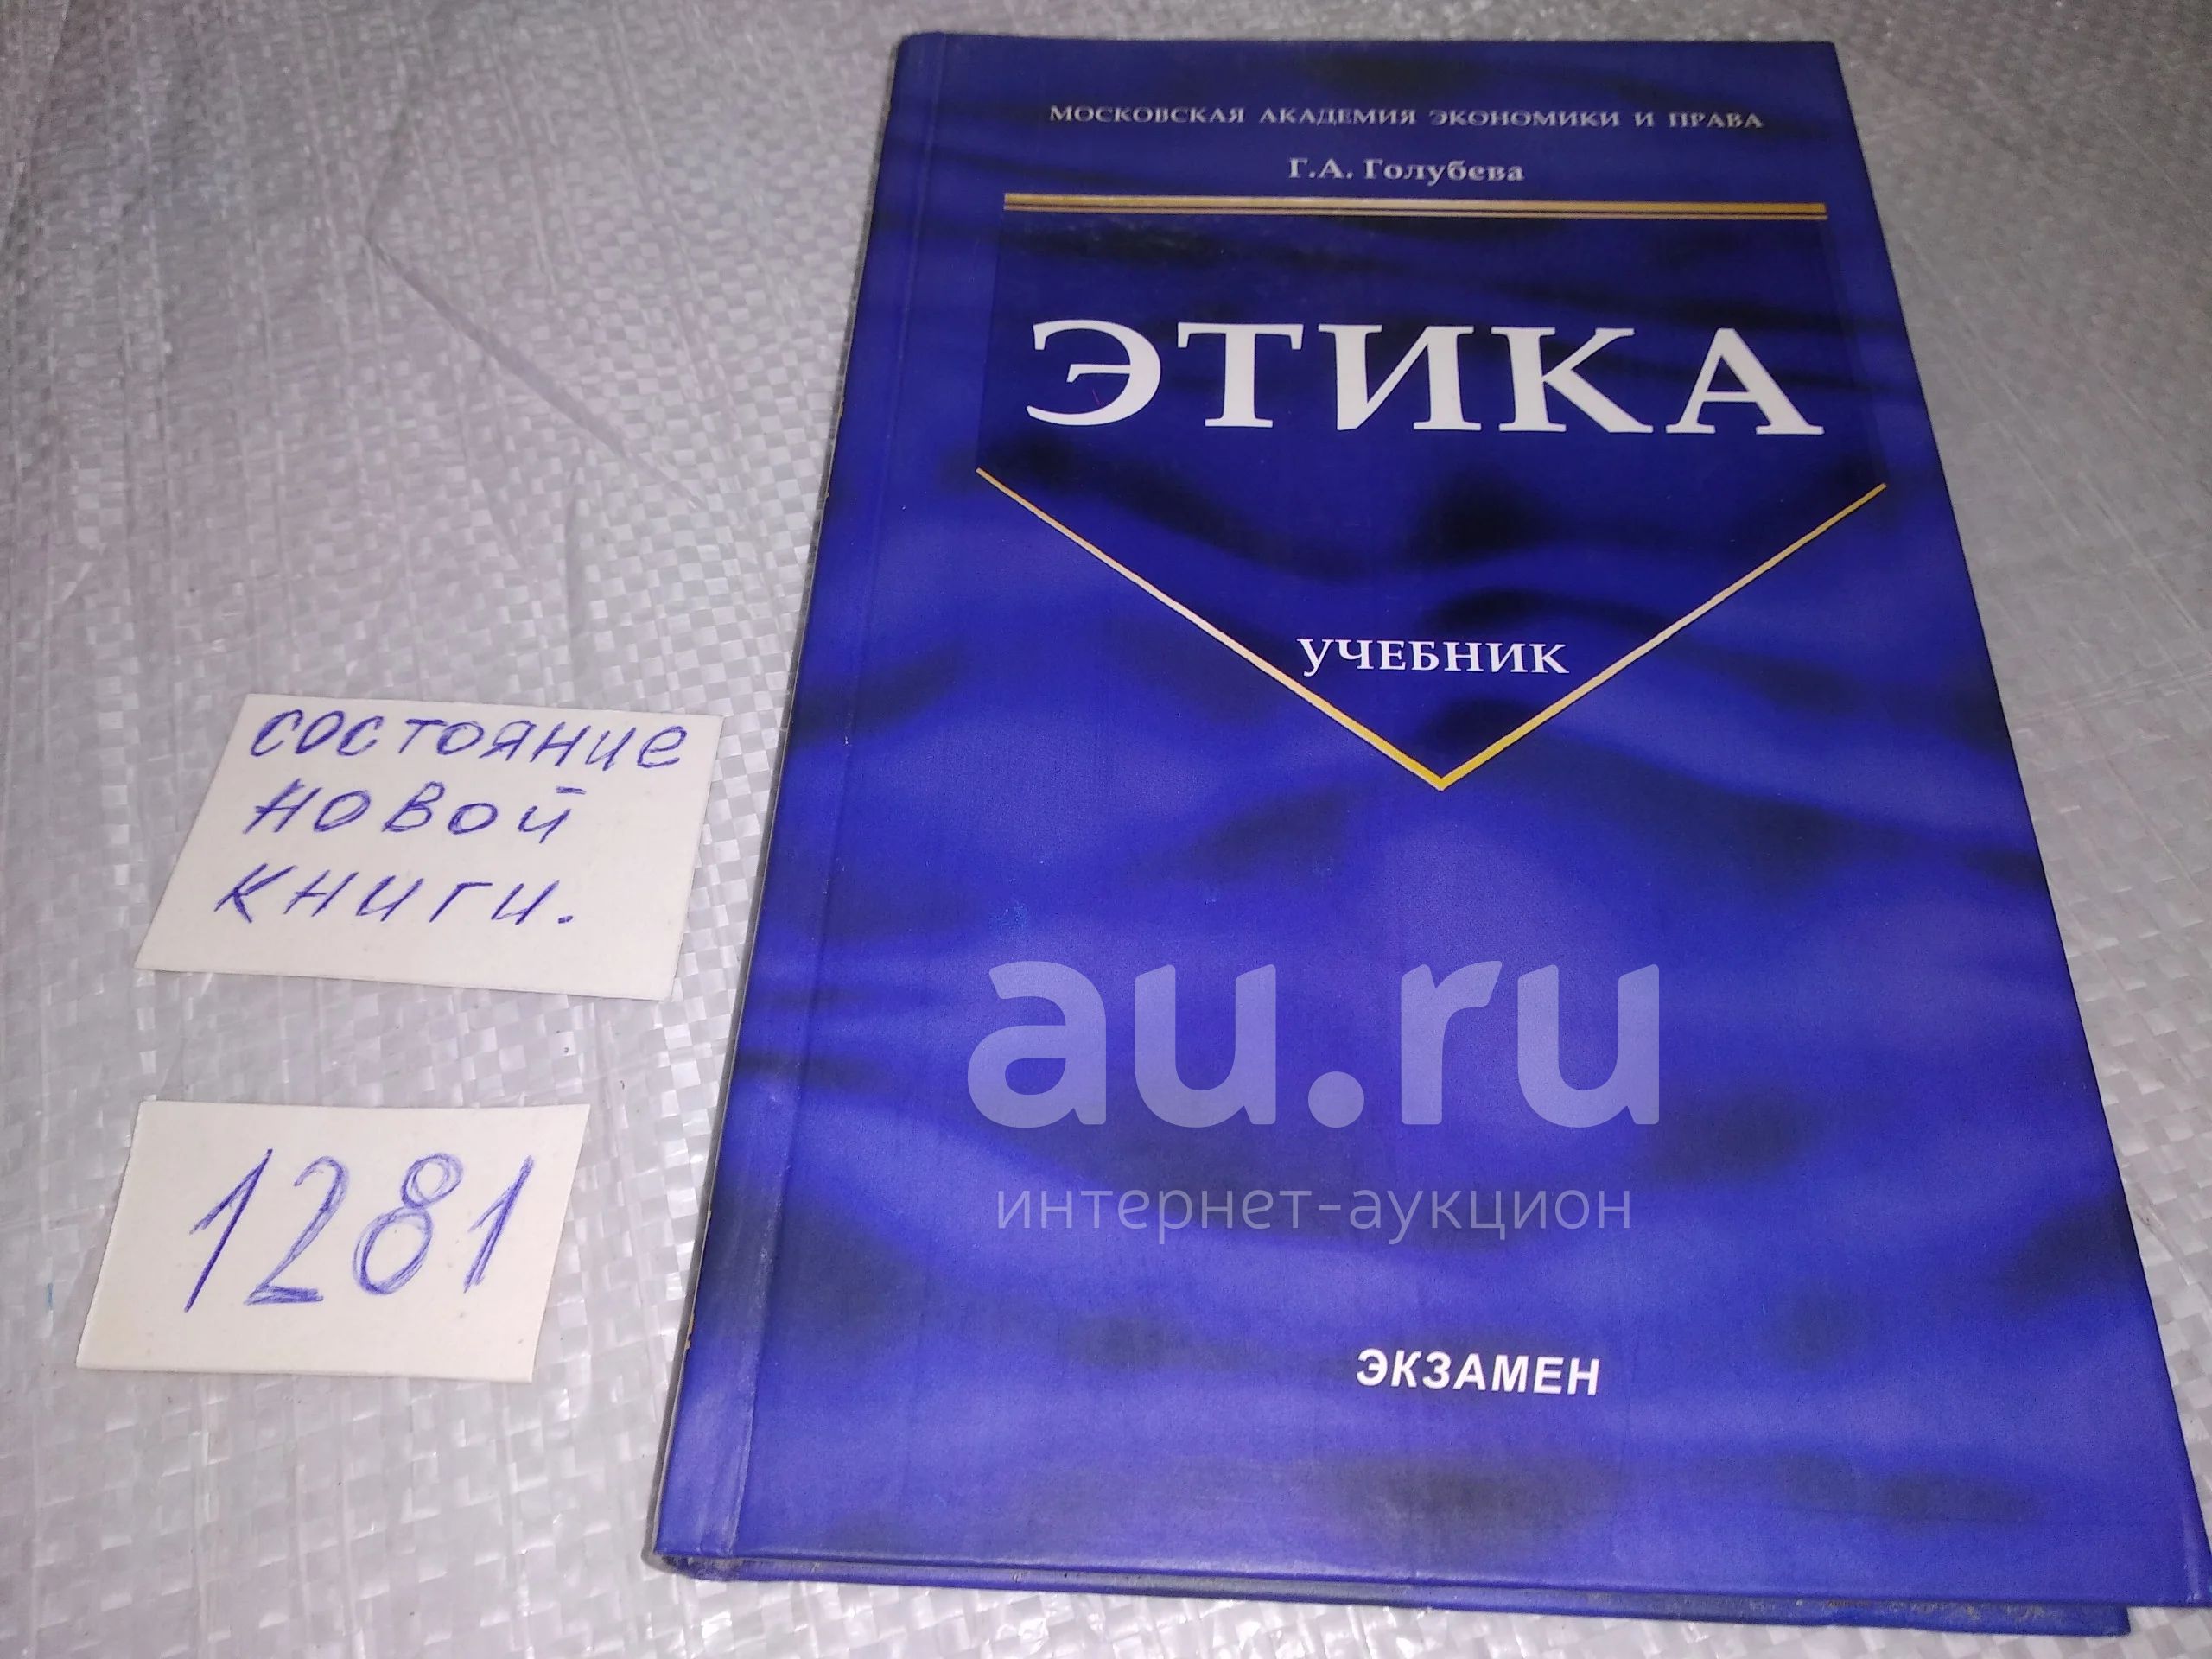 МОСКОВСКАЯ АКАДЕМИЯ ЭКОНОМИКИ И ПРАВА
Г.А. Голубева
ЭТИКА
УЧЕБНИК
состояние
новой
книги.
au.ru
интернет-аукцион
1281
ЭКЗАМЕН